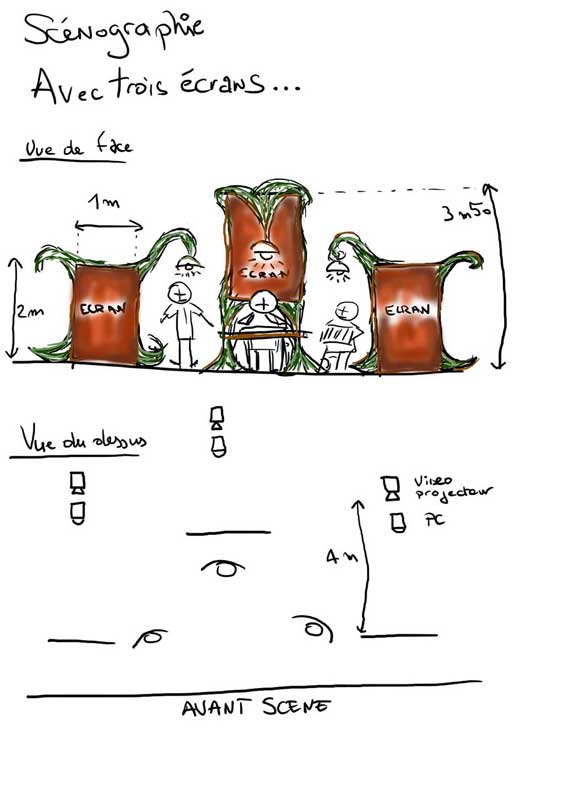 Scénographie
Avec trois écrans...
Vue de face
1m
3m50
2m
ECRAN
ECRAN
ECRAN
Vue du dessus
Video
projecteur
PC
4m
AVANT SCENE